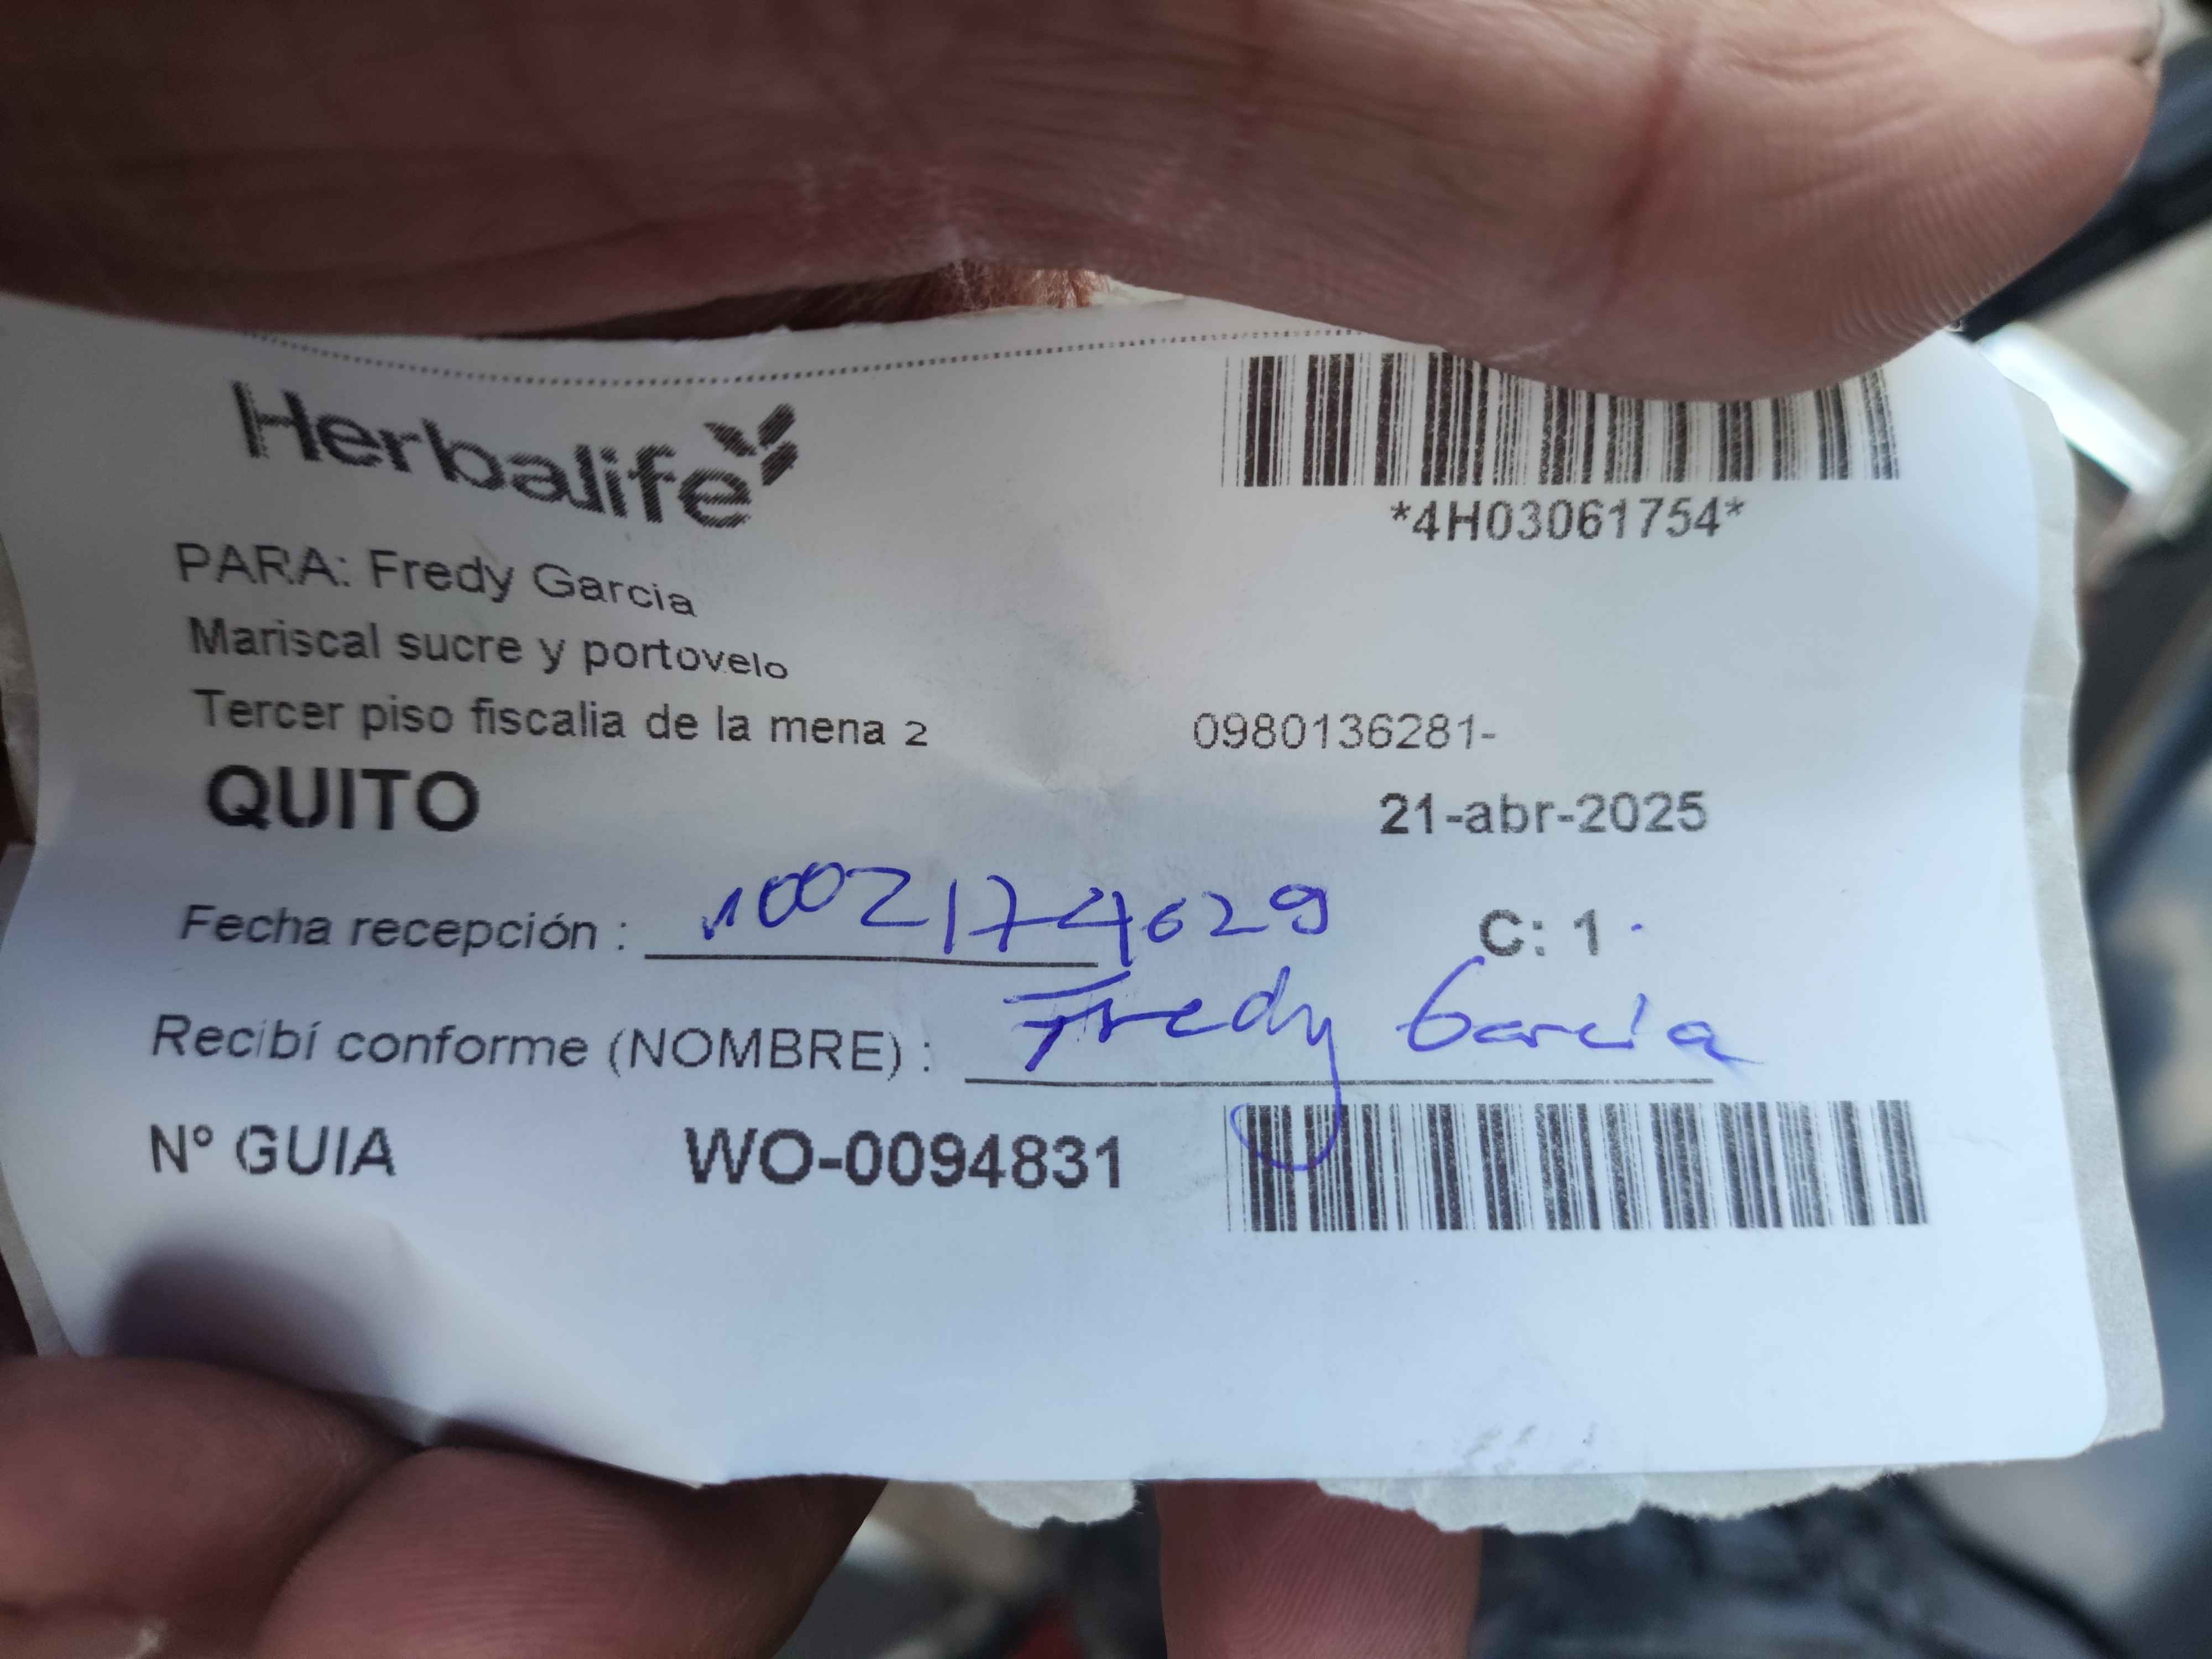 Herbalife
*4H03061754*
PARA: Fredy Garcia
Mariscal sucre y portovelo
Tercer piso fiscalia de la mena 2 0980136281-
QUITO 21-abr-2025
Fecha recepción : 1002174629 C: 1
Recibí conforme (NOMBRE) : Fredy Garcia
N° GUIA WO-0094831